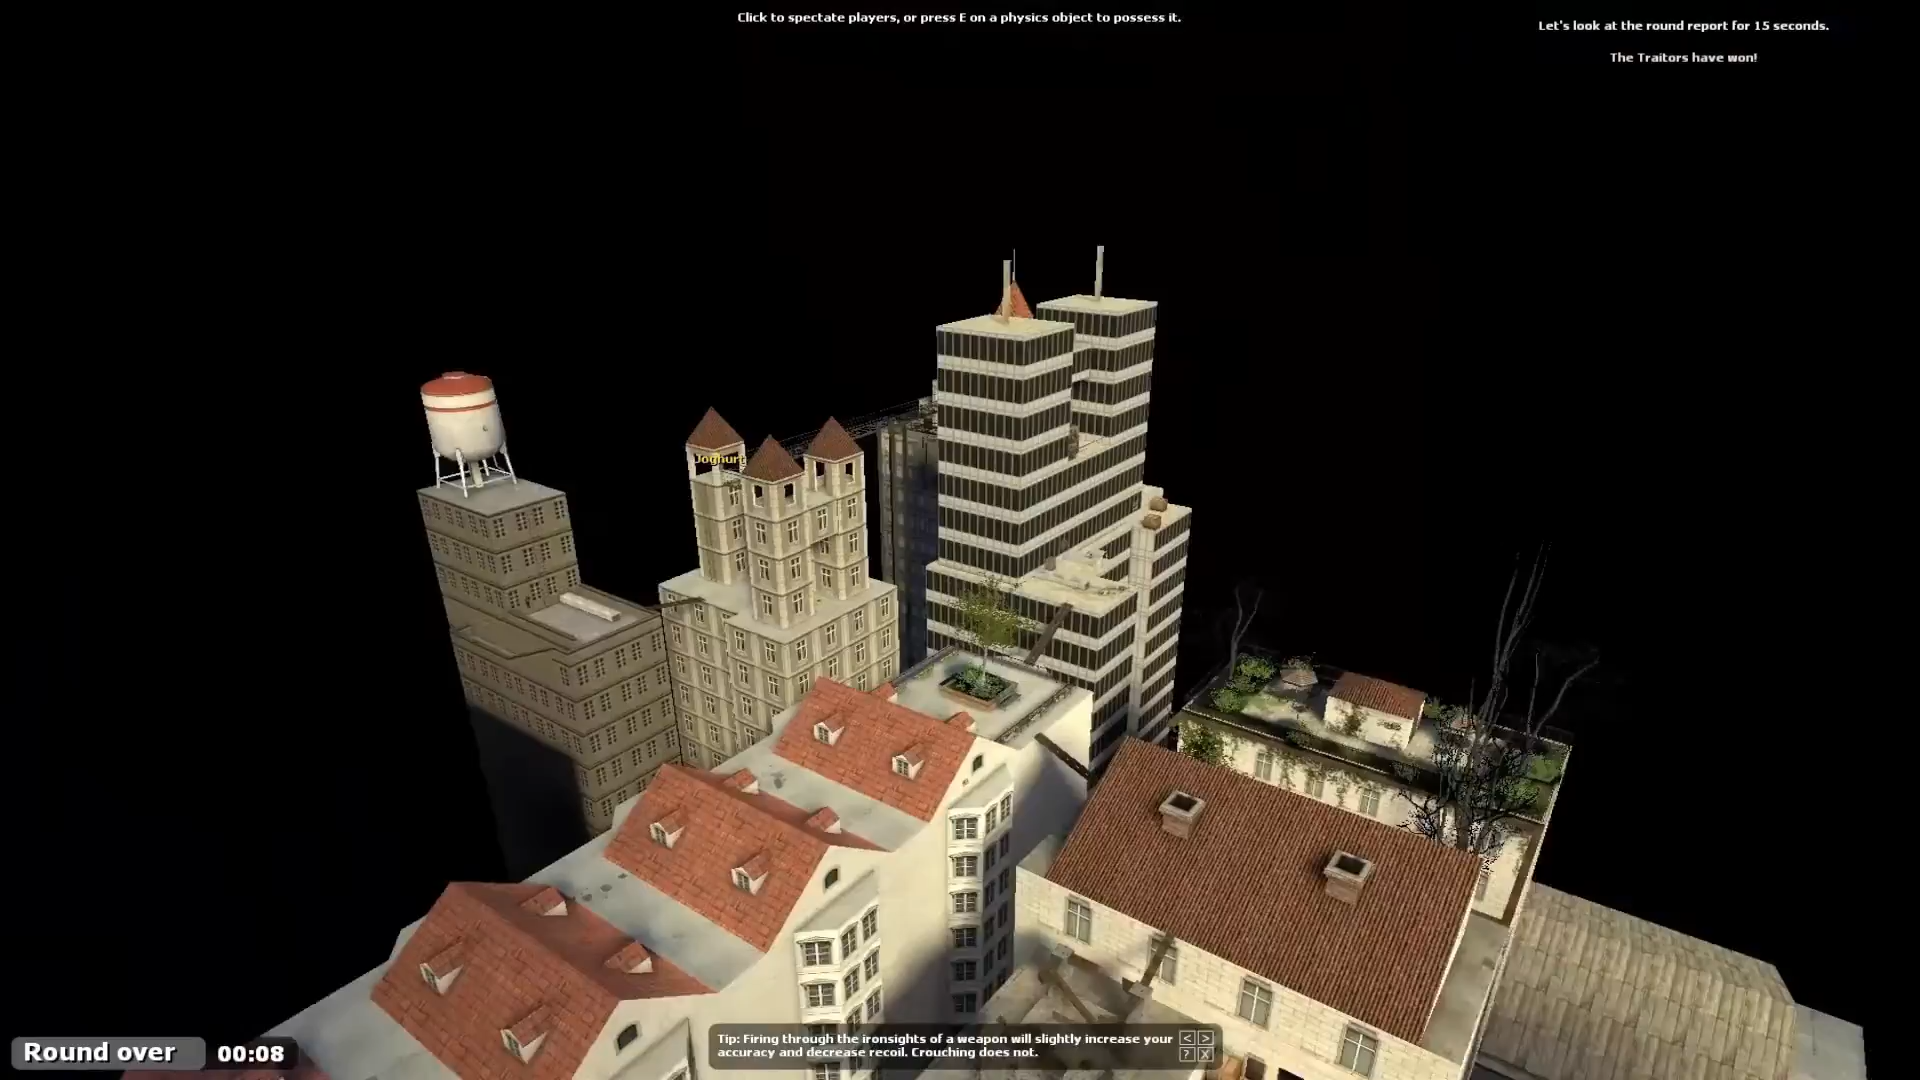 Click to spectate players, or press E on a physics object to possess it.
Let's look at the round report for 15 seconds.
The Traitors have won!
Joghurt
Tip: Firing through the ironsights of a weapon will slightly increase your
accuracy and decrease recoil. Crouching does not.
< >
? X
Round over 00:08